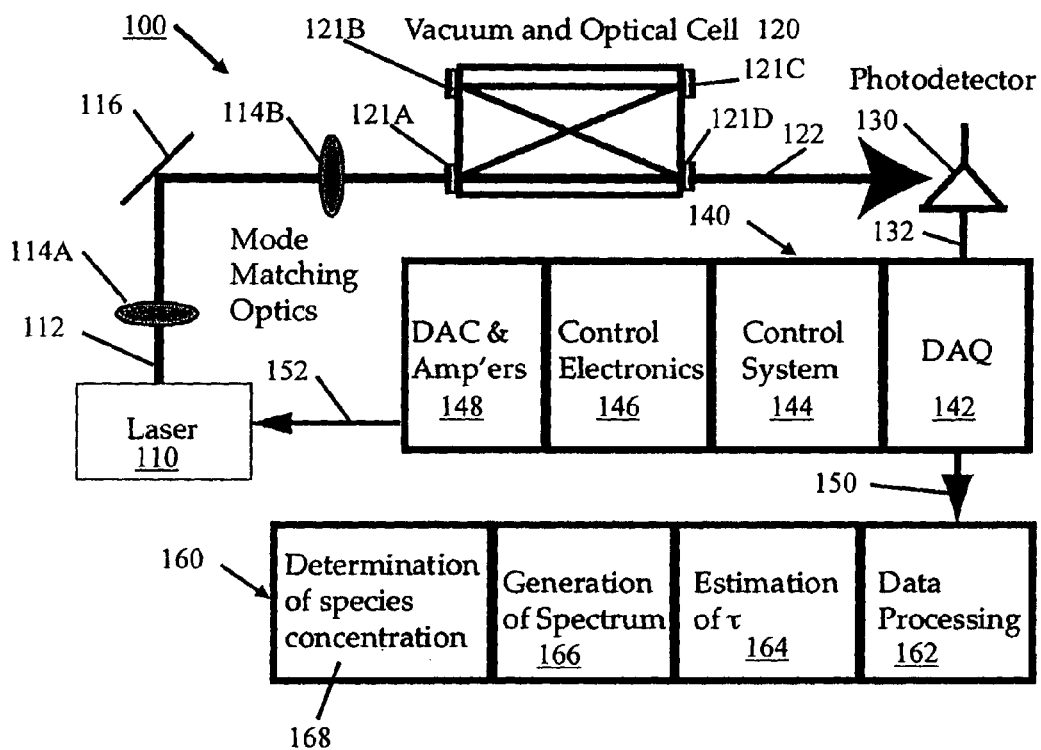 100
Vacuum and Optical Cell 120
121B
121C
Photodetector
116
114B
121A
121D
122
130
140
132
114A
Mode
Matching
Optics
112
DAC &
Amp'ers
148
Control
Electronics
146
Control
System
144
DAQ
142
152
Laser
110
150
160
Determination
of species
concentration
Generation
of Spectrum
166
Estimation
of τ
164
Data
Processing
162
168